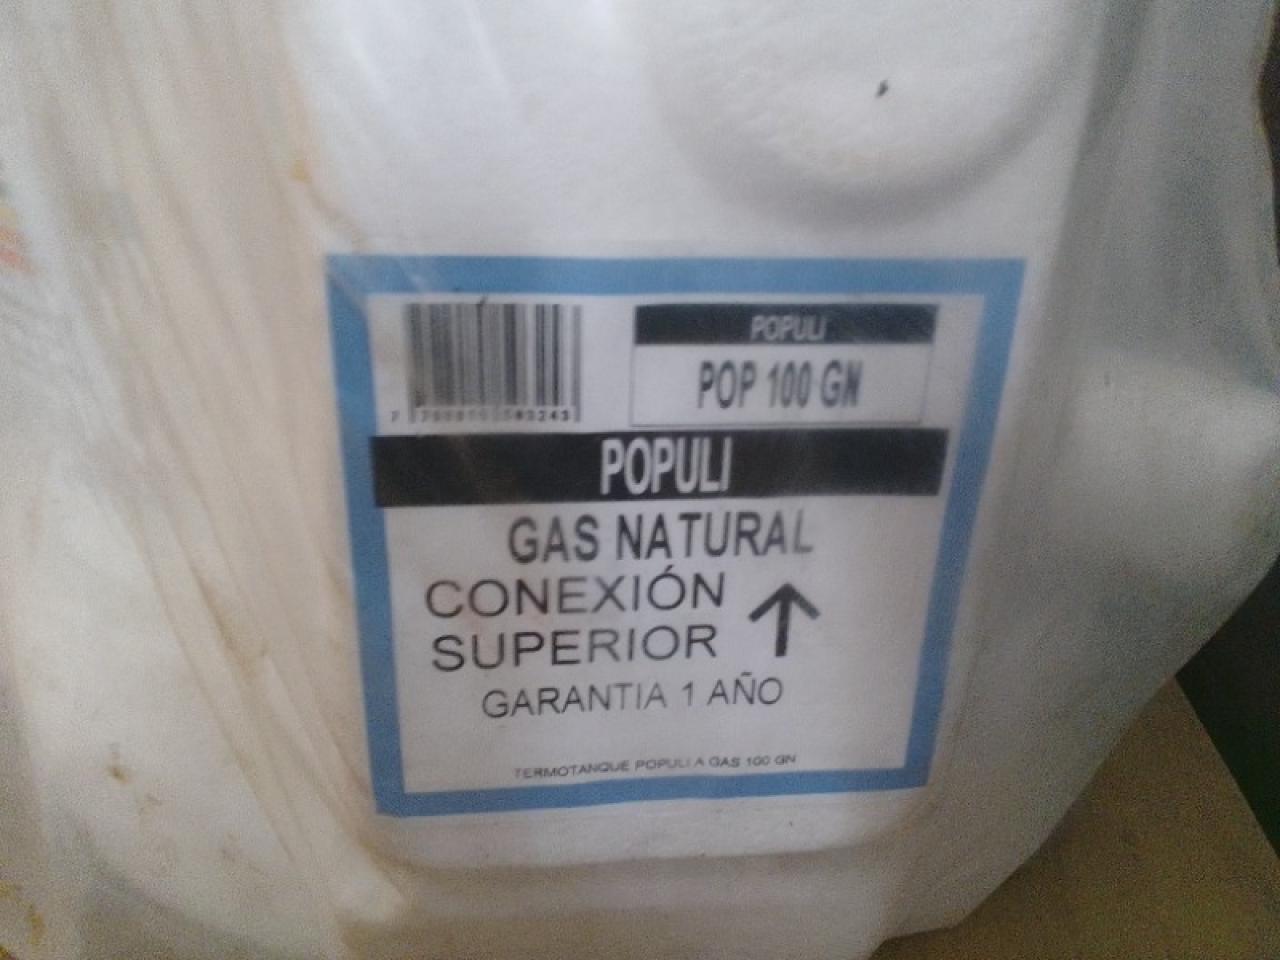 POPULI
POP 100 GN
POPULI
GAS NATURAL
CONEXIÓN
SUPERIOR
GARANTIA 1 AÑO
TERMOTANQUE POPULI A GAS 100 GN